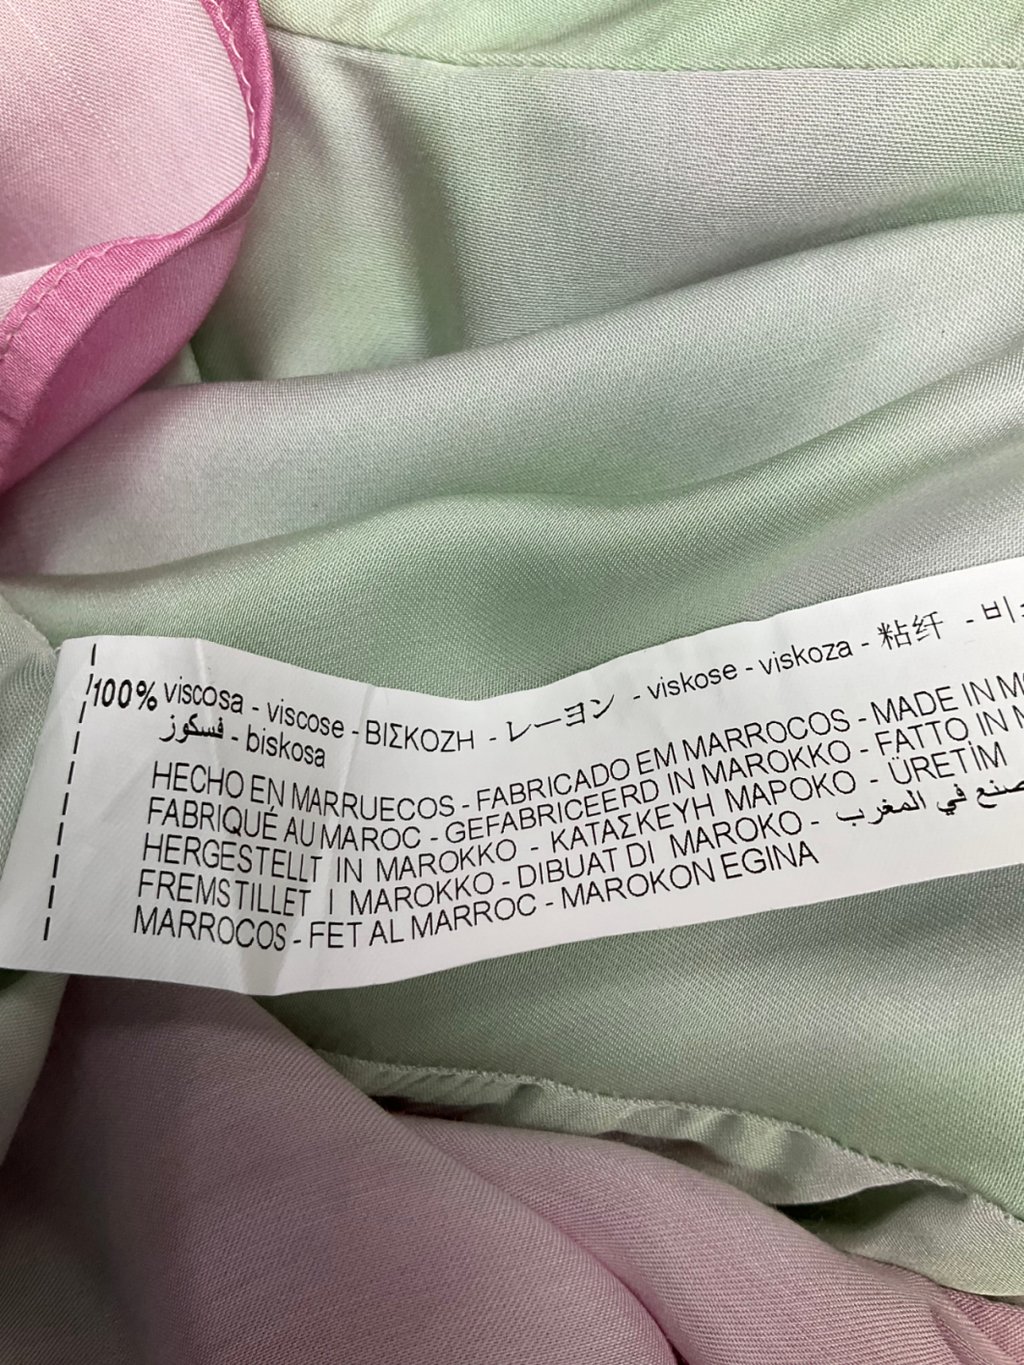 100% viscosa - viscose - ΒΙΣΚΟΖΗ - レーヨン - viskose - viskoza - 粘纤 - 비
فسكوز - biskosa
HECHO EN MARRUECOS - FABRICADO EM MARROCOS - MADE IN
FABRIQUÉ AU MAROC - GEFABRICEERD IN MAROKKO - FATTO IN
HERGESTELLT IN MAROKKO - ΚΑΤΑΣΚΕΥΗ ΜΑΡΟΚΟ - ÜRETİM
FREMSTILLET I MAROKKO - DIBUAT DI MAROKO - صنع في المغرب
MARROCOS - FET AL MARROC - MAROKON EGINA